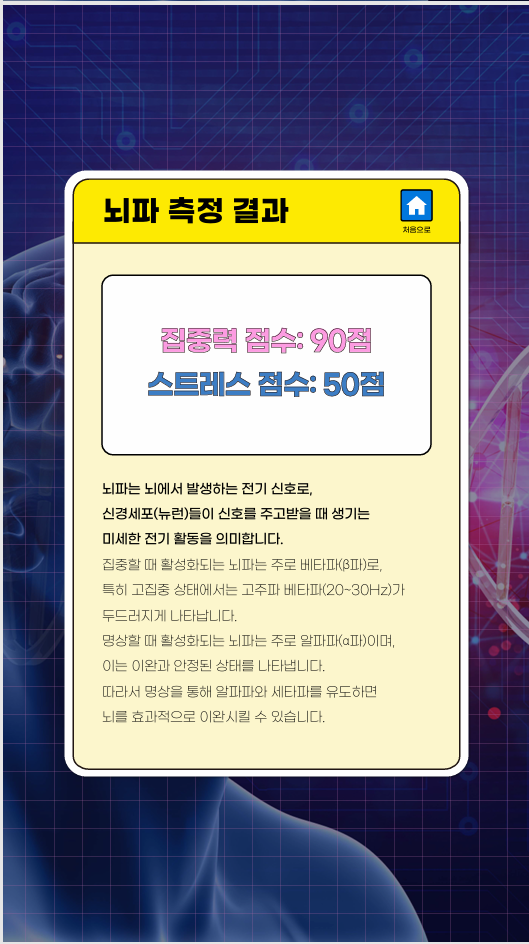 뇌파 측정 결과
처음으로
집중력 점수: 90점
스트레스 점수: 50점
뇌파는 뇌에서 발생하는 전기 신호로,
신경세포(뉴런)들이 신호를 주고받을 때 생기는
미세한 전기 활동을 의미합니다.
집중할 때 활성화되는 뇌파는 주로 베타파(β파)로,
특히 고집중 상태에서는 고주파 베타파(20~30Hz)가
두드러지게 나타납니다.
명상할 때 활성화되는 뇌파는 주로 알파파(α파)이며,
이는 이완과 안정된 상태를 나타냅니다.
따라서 명상을 통해 알파파와 세타파를 유도하면
뇌를 효과적으로 이완시킬 수 있습니다.